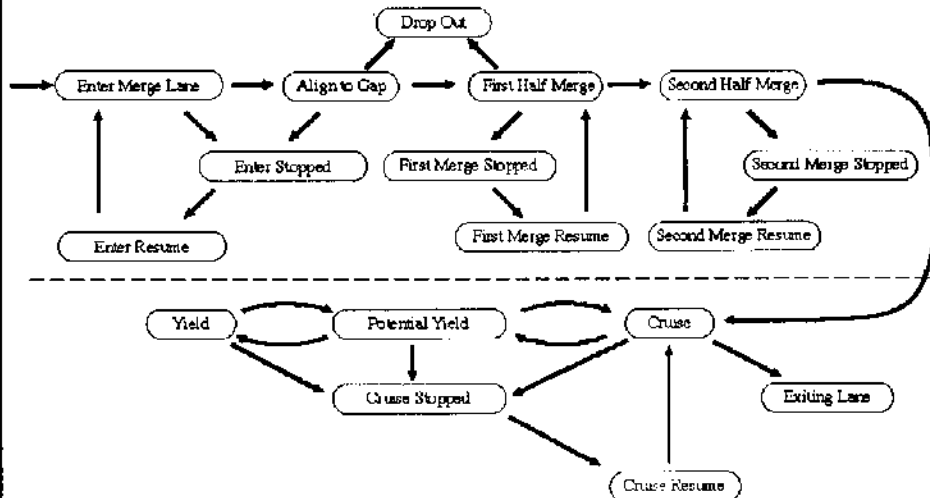 Drop Out
Enter Merge Lane
Align to Gap
First Half Merge
Second Half Merge
Enter Stopped
First Merge Stopped
Second Merge Stopped
Enter Resume
First Merge Resume
Second Merge Resume
Yield
Potential Yield
Cruise
Cruise Stopped
Exiting Lane
Cruise Resume